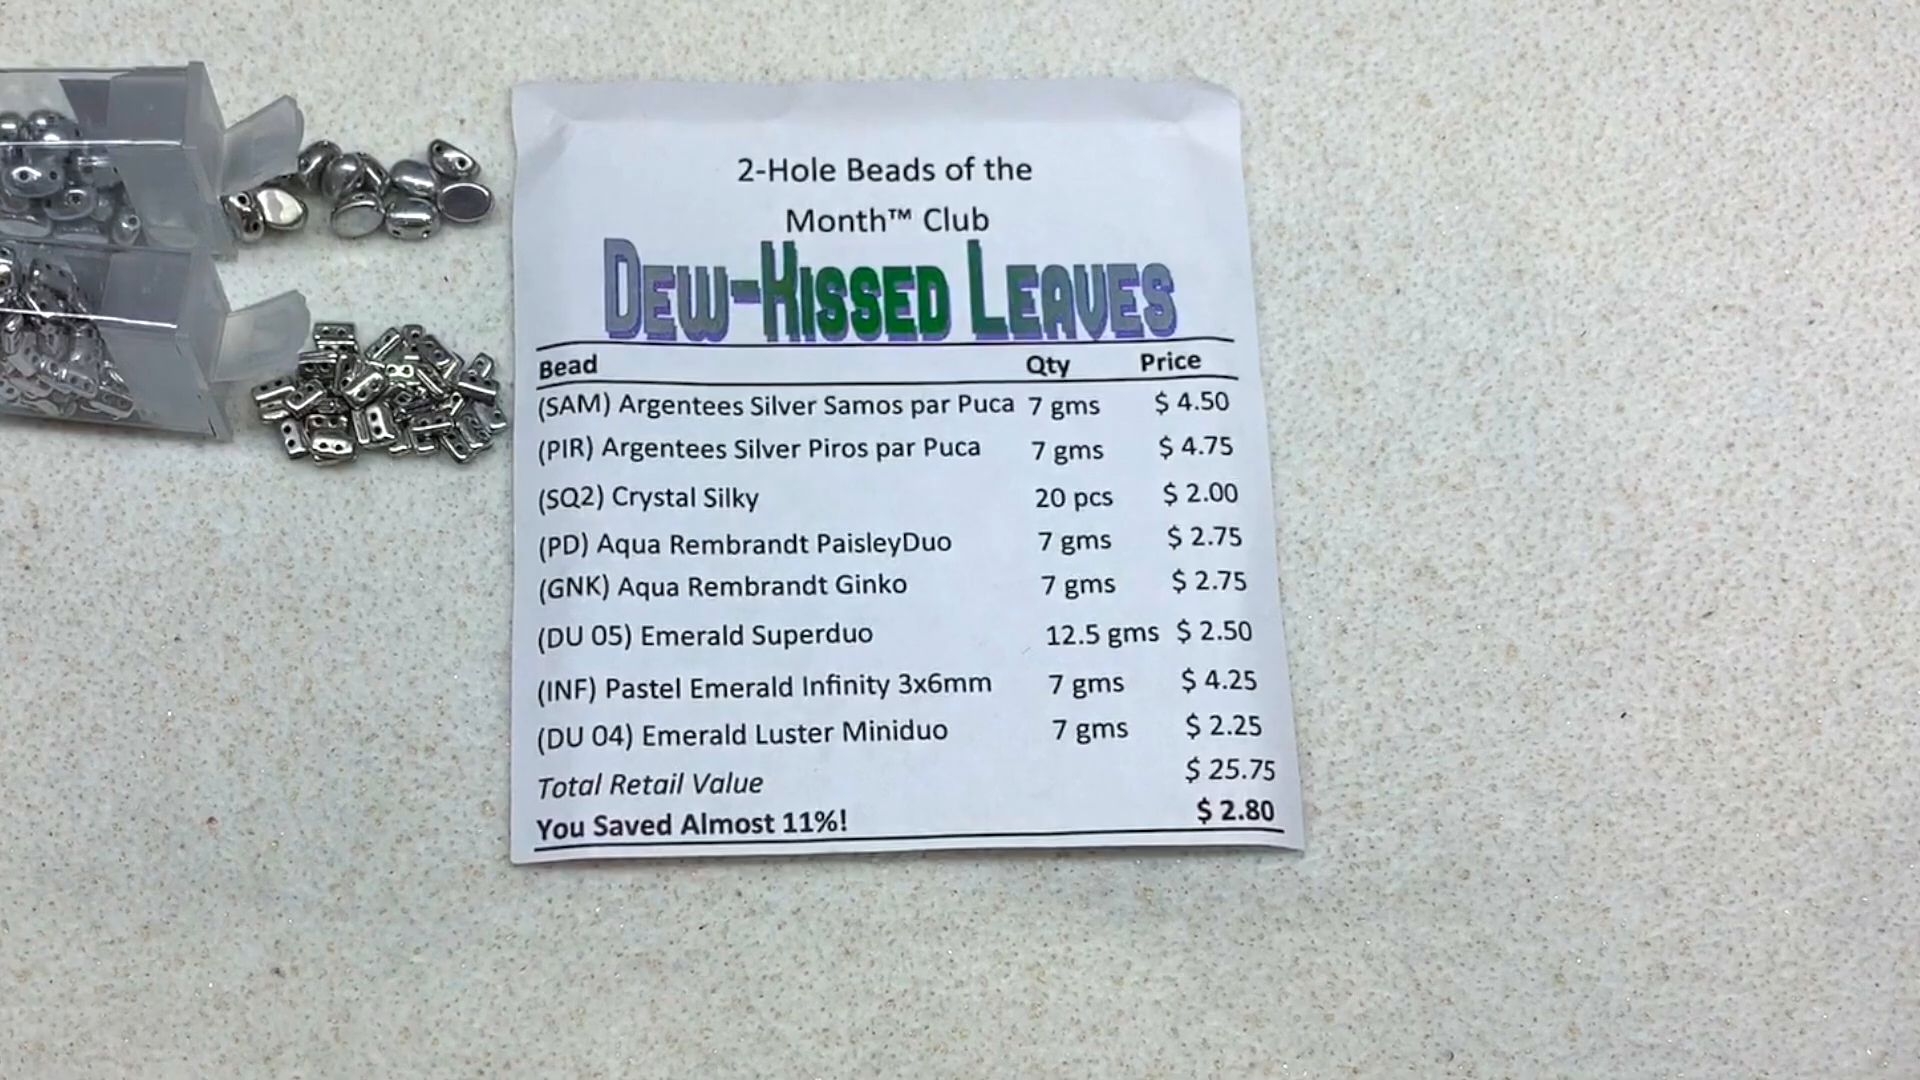 2-Hole Beads of the
Month™ Club
DEW-KISSED LEAVES
Bead Qty Price
(SAM) Argentees Silver Samos par Puca 7 gms $ 4.50
(PIR) Argentees Silver Piros par Puca 7 gms $ 4.75
(SQ2) Crystal Silky 20 pcs $ 2.00
(PD) Aqua Rembrandt PaisleyDuo 7 gms $ 2.75
(GNK) Aqua Rembrandt Ginko 7 gms $ 2.75
(DU 05) Emerald Superduo 12.5 gms $ 2.50
(INF) Pastel Emerald Infinity 3x6mm 7 gms $ 4.25
(DU 04) Emerald Luster Miniduo 7 gms $ 2.25
Total Retail Value $ 25.75
You Saved Almost 11%! $ 2.80